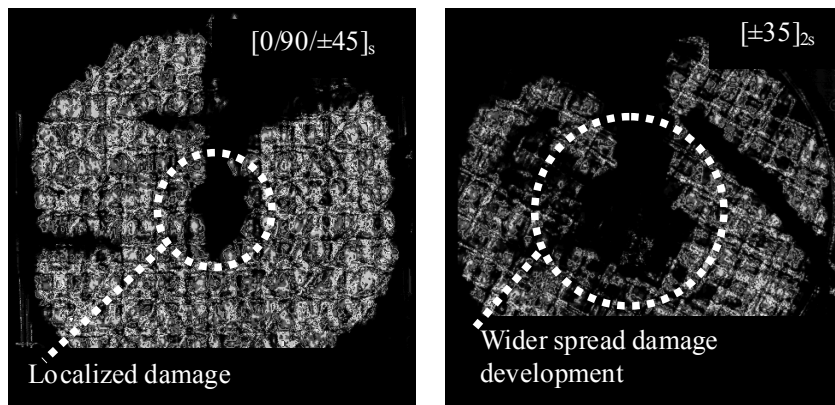 [0/90/±45]s
Localized damage
[±35]2s
Wider spread damage
development